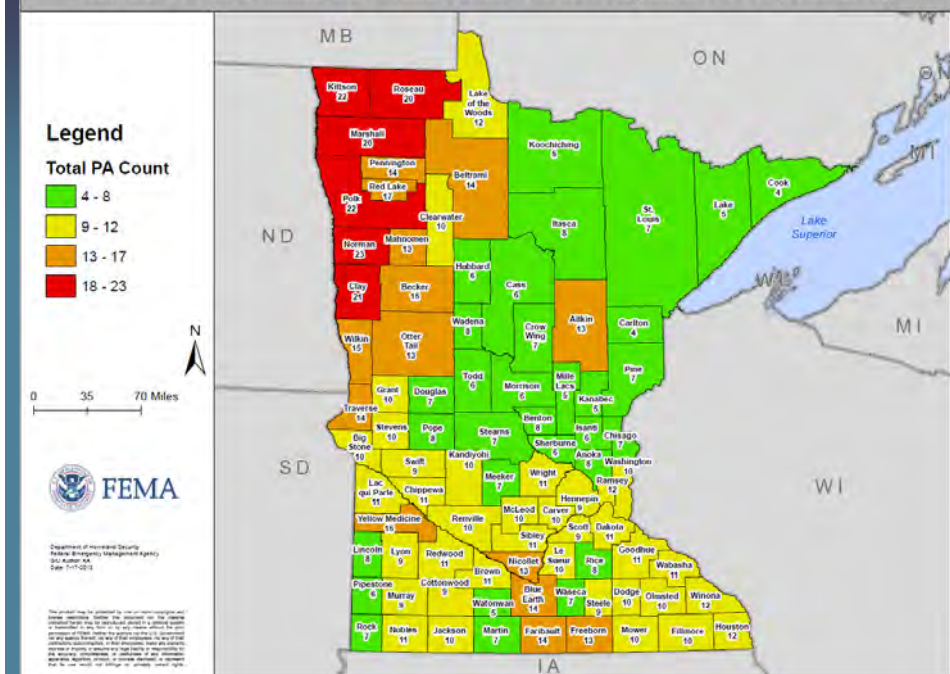 MB
ON
Legend
Total PA Count
4 - 8
9 - 12
13 - 17
18 - 23
N
0 35 70 Miles
FEMA
Department of Homeland Security
Federal Emergency Management Agency
ND
SD
IA
WI
MI
MI
Lake
Superior
Kittson
22
Roseau
20
Lake
of the
Woods
12
Marshall
20
Koochiching
Pennington
14
Beltrami
14
Red Lake
17
Polk
22
Clearwater
10
Itasca
8
St.
Louis
7
Lake
5
Cook
4
Norman
23
Mahnomen
13
Hubbard
6
Cass
6
Clay
21
Becker
Aitkin
13
Wadena
8
Crow
Wing
7
Carlton
4
Wilkin
15
Otter
Tail
13
Pine
7
Todd
6
Morrison
6
Mille
Lacs
5
Kanabec
5
Grant
10
Douglas
7
Traverse
14
Stevens
10
Pope
8
Stearns
7
Benton
8
Isanti
6
Chisago
7
Big
Stone
10
Swift
9
Kandiyohi
10
Sherburne
Anoka
Washington
Meeker
7
Wright
11
Ramsey
12
Lac
qui Parle
11
Chippewa
11
Hennepin
9
McLeod
10
Carver
10
Scott
9
Dakota
11
Yellow Medicine
Renville
10
Sibley
11
Lincoln
8
Lyon
9
Redwood
11
Nicollet
13
Le
Sueur
10
Rice
8
Goodhue
11
Wabasha
11
Brown
11
Pipestone
6
Murray
9
Cottonwood
9
Watonwan
5
Blue
Earth
14
Waseca
7
Steele
9
Dodge
10
Olmsted
10
Winona
12
Rock
7
Nobles
11
Jackson
10
Martin
7
Faribault
14
Freeborn
13
Mower
10
Fillmore
10
Houston
12